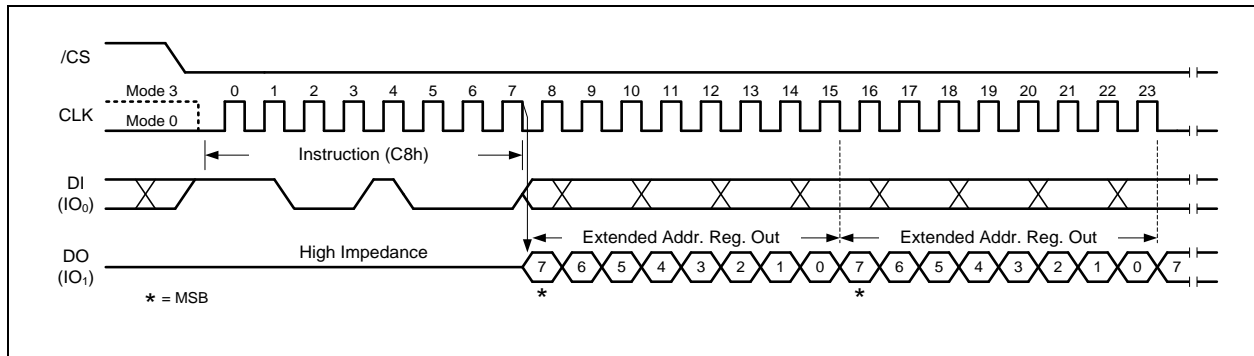 /CS
Mode 3
0 1 2 3 4 5 6 7 8 9 10 11 12 13 14 15 16 17 18 19 20 21 22 23
CLK
Mode 0
Instruction (C8h)
DI
(IO0)
Extended Addr. Reg. Out
Extended Addr. Reg. Out
High Impedance
DO
(IO1)
7 6 5 4 3 2 1 0 7 6 5 4 3 2 1 0 7
* *
* = MSB